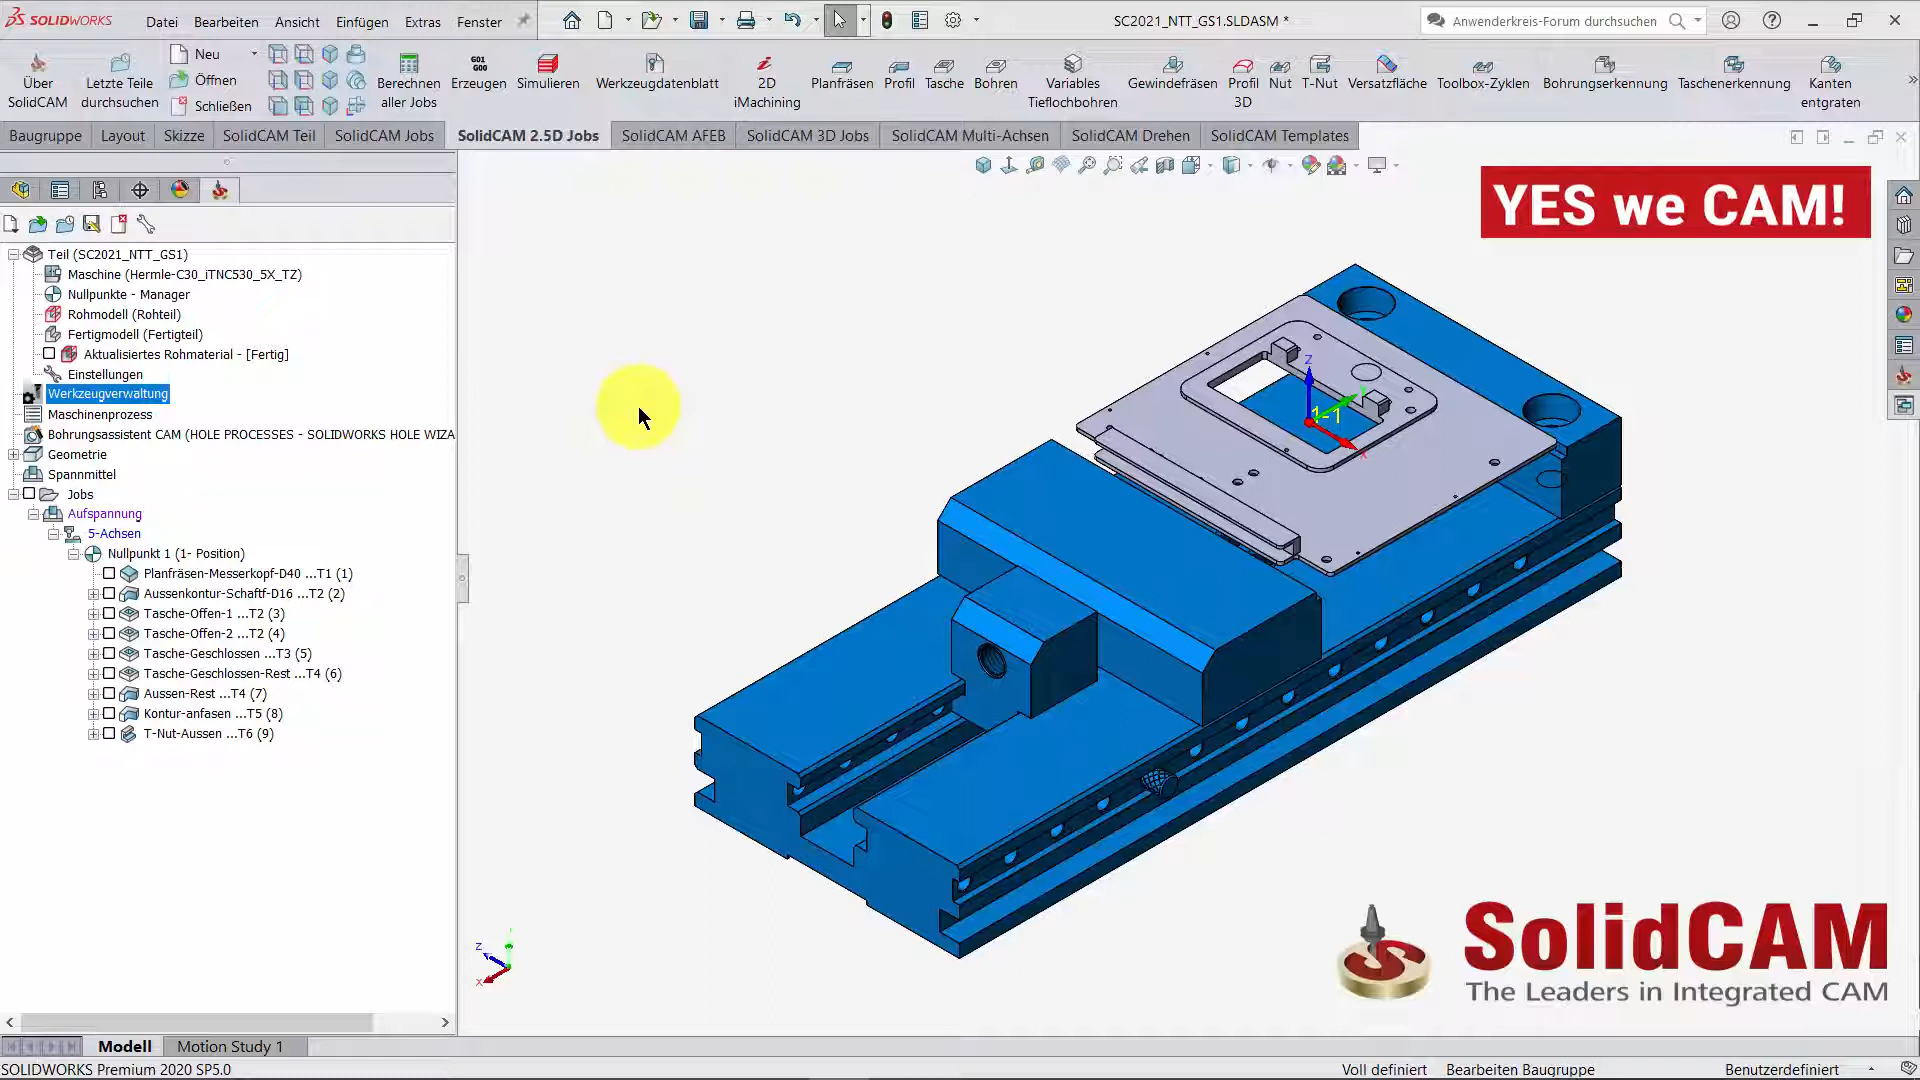 SOLIDWORKS
Datei Bearbeiten Ansicht Einfügen Extras Fenster
SC2021_NTT_GS1.SLDASM *
Anwenderkreis-Forum durchsuchen
Über SolidCAM
Letzte Teile durchsuchen
Neu
Öffnen
Schließen
Berechnen aller Jobs
G01 G00
Erzeugen
Simulieren
Werkzeugdatenblatt
2D iMachining
Planfräsen
Profil
Tasche
Bohren
Variables Tieflochbohren
Gewindefräsen
Profil 3D
Nut
T-Nut
Versatzfläche
Toolbox-Zyklen
Bohrungserkennung
Taschenerkennung
Kanten entgraten
Baugruppe Layout Skizze SolidCAM Teil SolidCAM Jobs SolidCAM 2.5D Jobs SolidCAM AFEB SolidCAM 3D Jobs SolidCAM Multi-Achsen SolidCAM Drehen SolidCAM Templates
YES we CAM!
Teil (SC2021_NTT_GS1)
Maschine (Hermle-C30_iTNC530_5X_TZ)
Nullpunkte - Manager
Rohmodell (Rohteil)
Fertigmodell (Fertigteil)
Aktualisiertes Rohmaterial - [Fertig]
Einstellungen
Werkzeugverwaltung
Maschinenprozess
Bohrungsassistent CAM (HOLE PROCESSES - SOLIDWORKS HOLE WIZA
Geometrie
Spannmittel
Jobs
Aufspannung
5-Achsen
Nullpunkt 1 (1- Position)
Planfräsen-Messerkopf-D40 ...T1 (1)
Aussenkontur-Schaftf-D16 ...T2 (2)
Tasche-Offen-1 ...T2 (3)
Tasche-Offen-2 ...T2 (4)
Tasche-Geschlossen ...T3 (5)
Tasche-Geschlossen-Rest ...T4 (6)
Aussen-Rest ...T4 (7)
Kontur-anfasen ...T5 (8)
T-Nut-Aussen ...T6 (9)
Z
1-1
X
Z
X
SolidCAM
The Leaders in Integrated CAM
Modell Motion Study 1
SOLIDWORKS Premium 2020 SP5.0
Voll definiert Bearbeiten Baugruppe Benutzerdefiniert